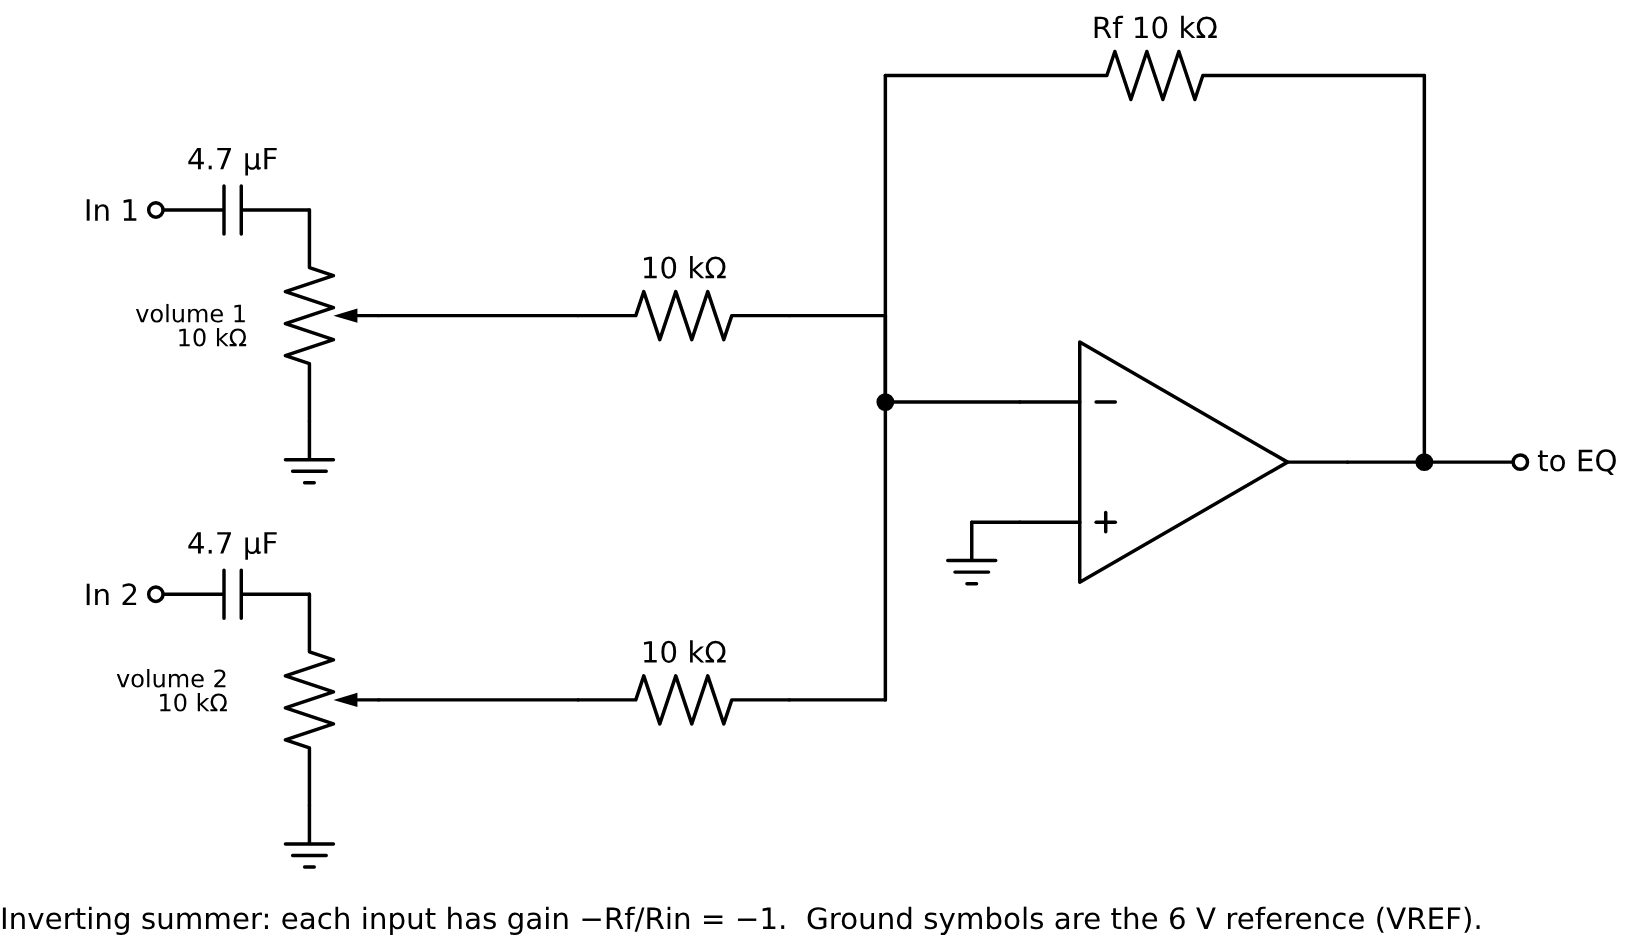 Rf 10 kΩ
4.7 µF
In 1
10 kΩ
volume 1
10 kΩ
−
to EQ
+
4.7 µF
In 2
10 kΩ
volume 2
10 kΩ
Inverting summer: each input has gain −Rf/Rin = −1.  Ground symbols are the 6 V reference (VREF).